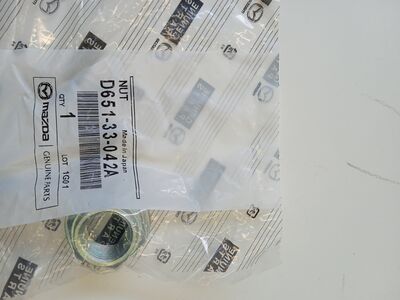 NUT
D651-33-042A
Made in Japan
QTY
1
LOT 1G01
mazda
GENUINE PARTS